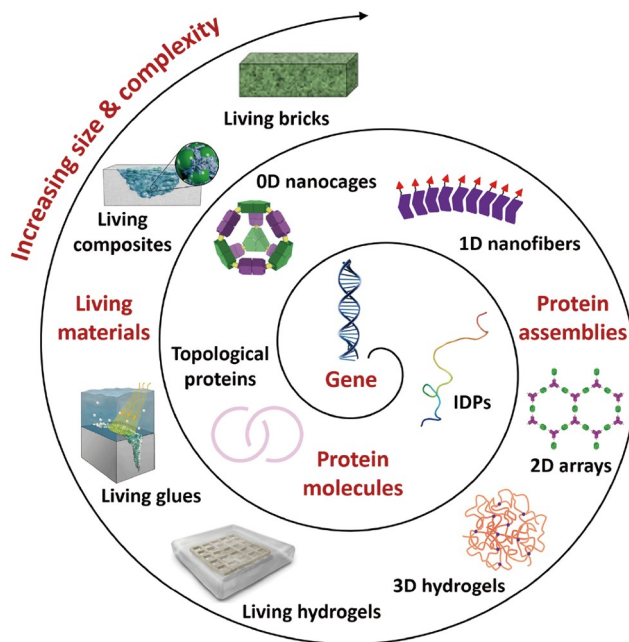 Increasing size & complexity
Living bricks
Living
composites
0D nanocages
1D nanofibers
Living
materials
Protein
assemblies
Topological
proteins
Gene
IDPs
Protein
molecules
2D arrays
Living glues
3D hydrogels
Living hydrogels